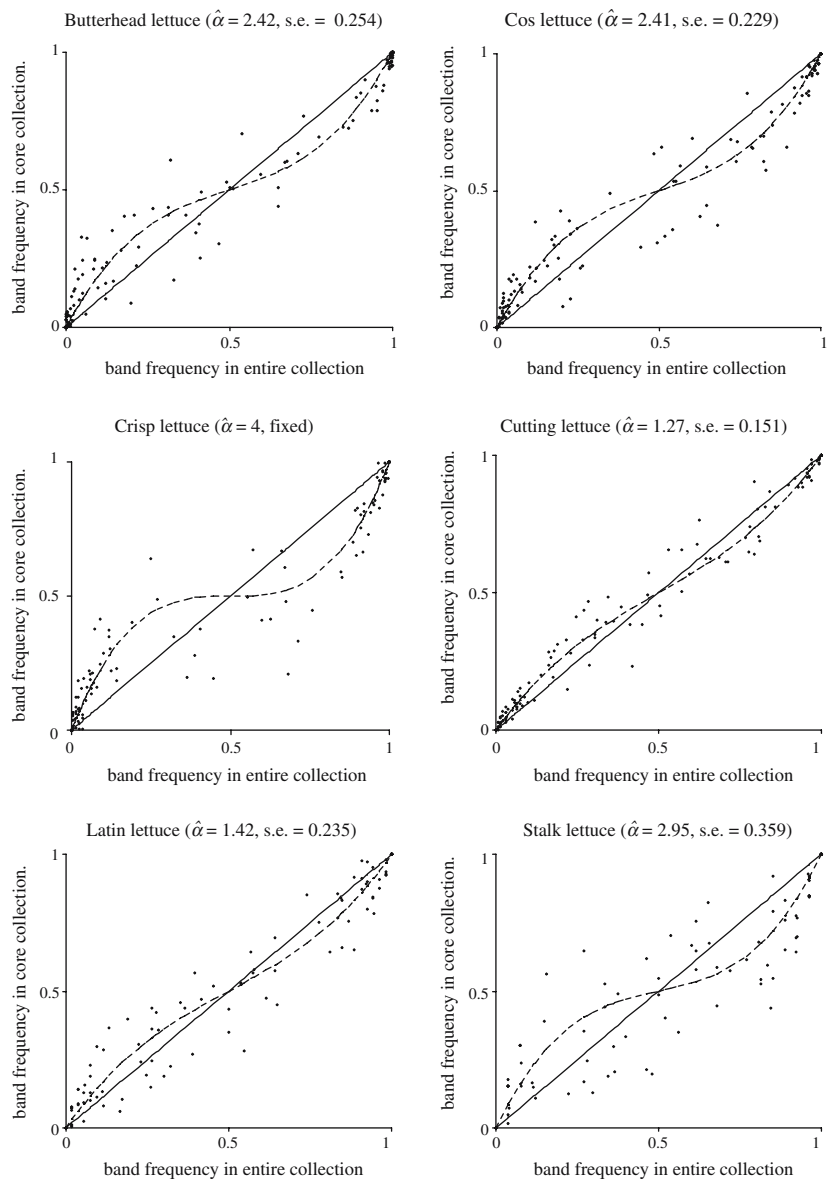 Butterhead lettuce (α̂ = 2.42, s.e. = 0.254)
band frequency in core collection.
1
0.5
0
0
0.5
1
band frequency in entire collection
Cos lettuce (α̂ = 2.41, s.e. = 0.229)
band frequency in core collection.
1
0.5
0
0
0.5
1
band frequency in entire collection
Crisp lettuce (α̂ = 4, fixed)
band frequency in core collection.
1
0.5
0
0
0.5
1
band frequency in entire collection
Cutting lettuce (α̂ = 1.27, s.e. = 0.151)
band frequency in core collection.
1
0.5
0
0
0.5
1
band frequency in entire collection
Latin lettuce (α̂ = 1.42, s.e. = 0.235)
band frequency in core collection.
1
0.5
0
0
0.5
1
band frequency in entire collection
Stalk lettuce (α̂ = 2.95, s.e. = 0.359)
band frequency in core collection.
1
0.5
0
0
0.5
1
band frequency in entire collection